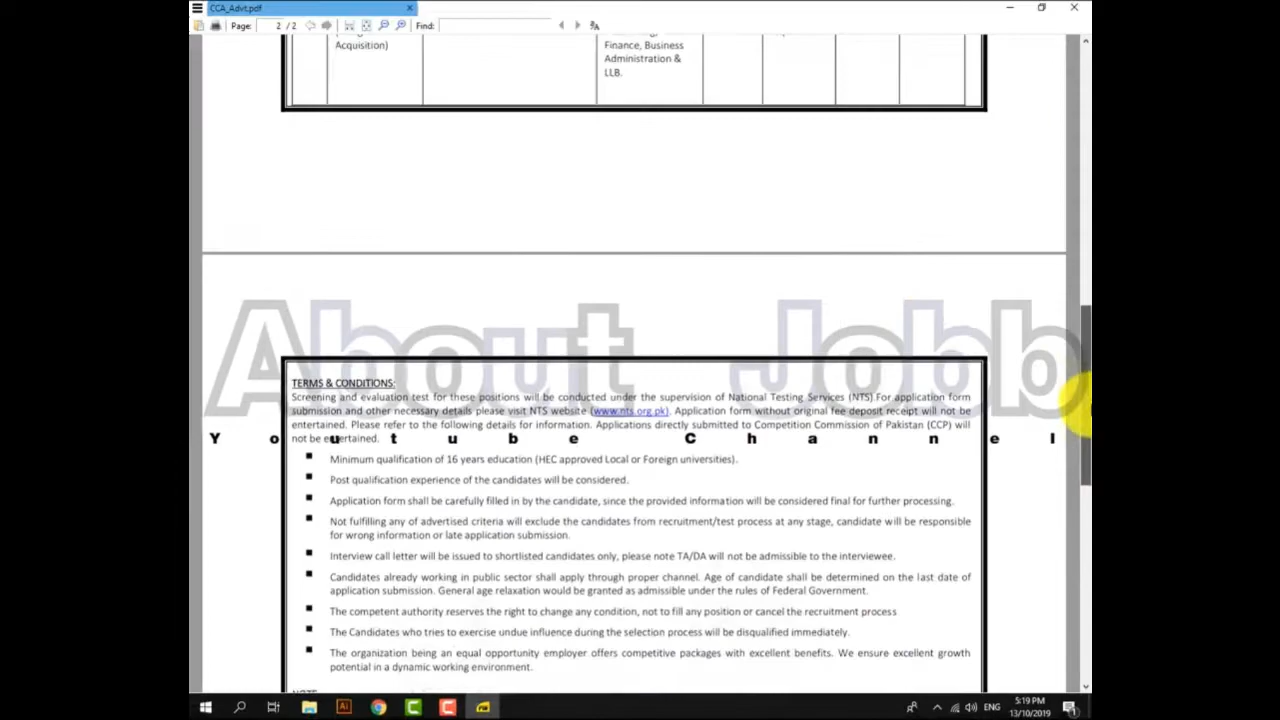 CCA_Advt.pdf
Page: 2 / 2 Find:
Acquisition)
Finance, Business
Administration &
LLB.
About Jobb
TERMS & CONDITIONS:
Screening and evaluation test for these positions will be conducted under the supervision of National Testing Services (NTS).For application form
submission and other necessary details please visit NTS website (www.nts.org.pk). Application form without original fee deposit receipt will not be
entertained. Please refer to the following details for information. Applications directly submitted to Competition Commission of Pakistan (CCP) will
not be entertained.
Youtube Channel
▪ Minimum qualification of 16 years education (HEC approved Local or Foreign universities).
▪ Post qualification experience of the candidates will be considered.
▪ Application form shall be carefully filled in by the candidate, since the provided information will be considered final for further processing.
▪ Not fulfilling any of advertised criteria will exclude the candidates from recruitment/test process at any stage, candidate will be responsible
for wrong information or late application submission.
▪ Interview call letter will be issued to shortlisted candidates only, please note TA/DA will not be admissible to the interviewee.
▪ Candidates already working in public sector shall apply through proper channel. Age of candidate shall be determined on the last date of
application submission. General age relaxation would be granted as admissible under the rules of Federal Government.
▪ The competent authority reserves the right to change any condition, not to fill any position or cancel the recruitment process
▪ The Candidates who tries to exercise undue influence during the selection process will be disqualified immediately.
▪ The organization being an equal opportunity employer offers competitive packages with excellent benefits. We ensure excellent growth
potential in a dynamic working environment.
ENG
5:19 PM
13/10/2019